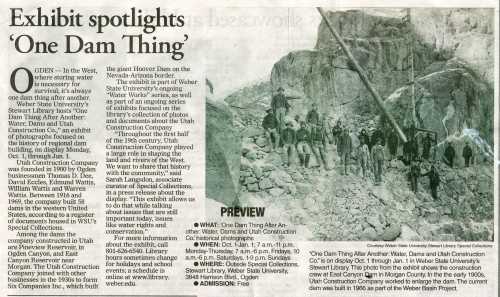 Exhibit spotlights
'One Dam Thing'
OGDEN — In the West,
where storing water
is necessary for
survival, it's always
one dam thing after another.
Weber State University's
Stewart Library hosts "One
Dam Thing After Another:
Water, Dams and Utah
Construction Co.," an exhibit
of photographs focused on
the history of regional dam
building, on display Monday,
Oct. 1, through Jan. 1.
Utah Construction Company
was founded in 1900 by Ogden
businessmen Thomas D. Dee,
David Eccles, Edmund Wattis,
William Wattis and Warren
Wattis. Between 1916 and
1969, the company built 58
dams in the western United
States, according to a register
of documents housed in WSU's
Special Collections.
Among the dams the
company constructed in Utah
are Pineview Reservoir, in
Ogden Canyon, and East
Canyon Reservoir near
Morgan. The Utah Construction
Company joined with other
businesses in the 1930s to form
Six Companies Inc., which built
the giant Hoover Dam on the
Nevada-Arizona border.
The exhibit is part of Weber
State University's ongoing
"Water Works" series, as well
as part of an ongoing series
of exhibits focused on the
library's collection of photos
and documents about the Utah
Construction Company
"Throughout the first half
of the 19th century, Utah
Construction Company played
a large role in shaping the
land and rivers of the West.
We want to share that history
with the community," said
Sarah Langsdon, associate
curator of Special Collections,
in a press release about the
display. "This exhibit allows us
to do that while talking
about issues that are still
important today, issues
like water rights and
conservation."
For more information
about the exhibit, call
801-626-6540. Library
hours sometimes change
for holidays and school
events; a schedule is
online at www.library.
weber.edu.
PREVIEW
● WHAT: "One Dam Thing After An-
other: Water, Dams and Utah Construction
Co." historical photographs
● WHEN: Oct. 1-Jan. 1; 7 a.m.-11 p.m.
Monday-Thursday, 7 a.m.-6 p.m. Fridays, 10
a.m.-6 p.m. Saturdays, 1-9 p.m. Sundays
● WHERE: Outside Special Collections,
Stewart Library, Weber State University,
3848 Harrison Blvd., Ogden
● ADMISSION: Free
Courtesy Weber State University Stewart Library Special Collections
"One Dam Thing After Another: Water, Dams and Utah Construction
Co." is on display Oct. 1 through Jan. 1 in Weber State University's
Stewart Library. This photo from the exhibit shows the construction
crew at East Canyon Dam in Morgan County. In the early 1900s,
Utah Construction Company worked to enlarge the dam. The current
dam was built in 1966 as part of the Weber Basin Project.